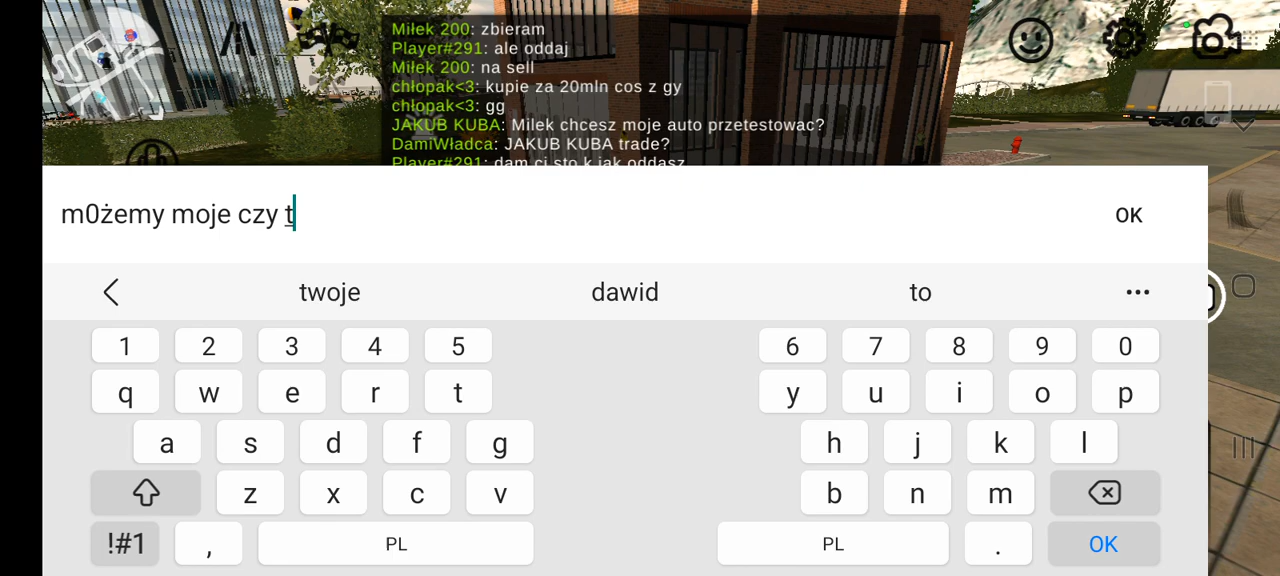 Miłek 200: zbieram
Player#291: ale oddaj
Miłek 200: na sell
chłopak<3: kupie za 20mln cos z gy
chłopak<3: gg
JAKUB KUBA: Milek chcesz moje auto przetestowac?
DamiWładca: JAKUB KUBA trade?
Player#291: dam ci sto k jak oddasz
m0żemy moje czy t
OK
twoje dawid to
1 2 3 4 5 6 7 8 9 0
q w e r t y u i o p
a s d f g h j k l
z x c v b n m
!#1 , PL PL . OK